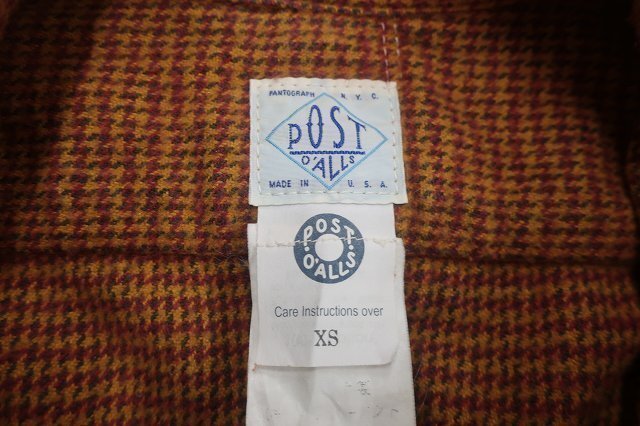 PANTOGRAPH N.Y.C.
POST
O'ALLS
MADE IN U.S.A.
POST
O'ALLS
Care Instructions over
XS